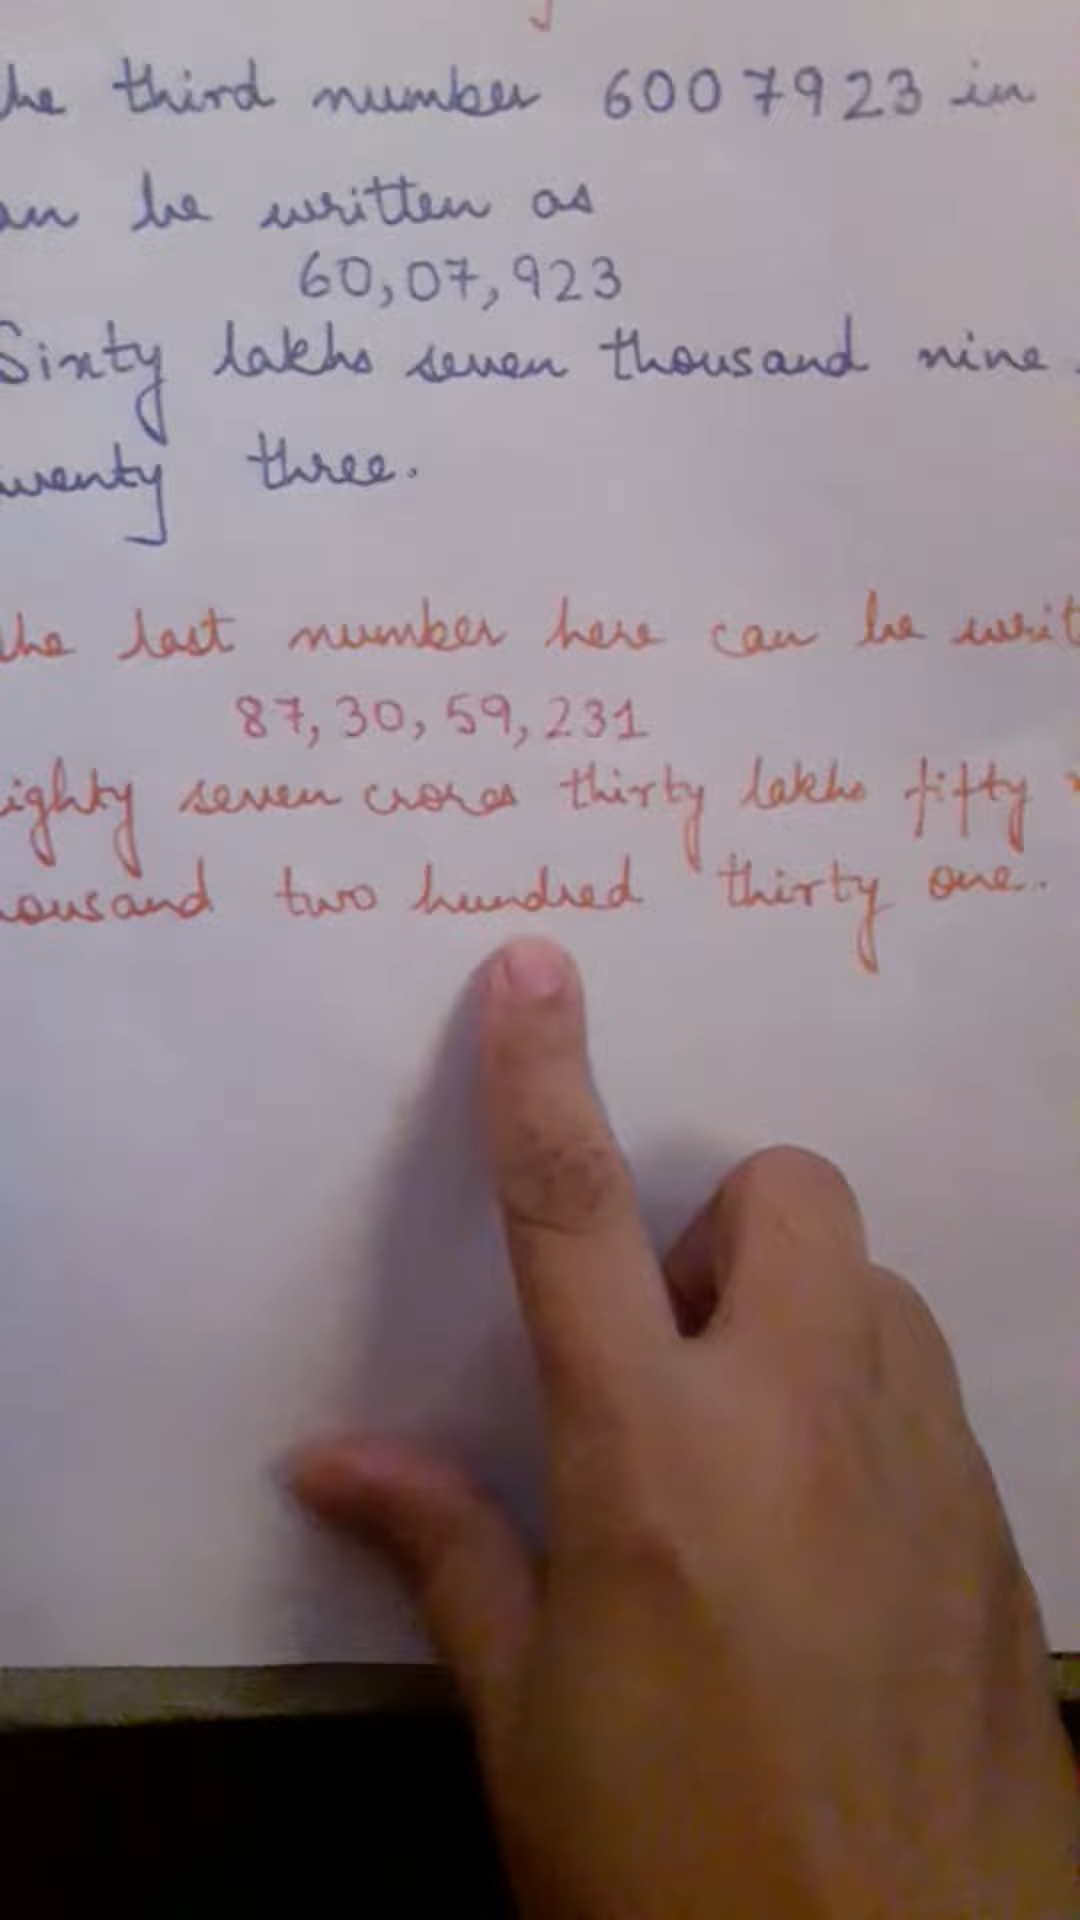 he third number 6007923 in
an be written as
60,07,923
Sixty lakhs seven thousand nine
wenty three.
the last number here can be writ
87,30,59,231
ighty seven crores thirty lakhs fifty
ousand two hundred thirty one.